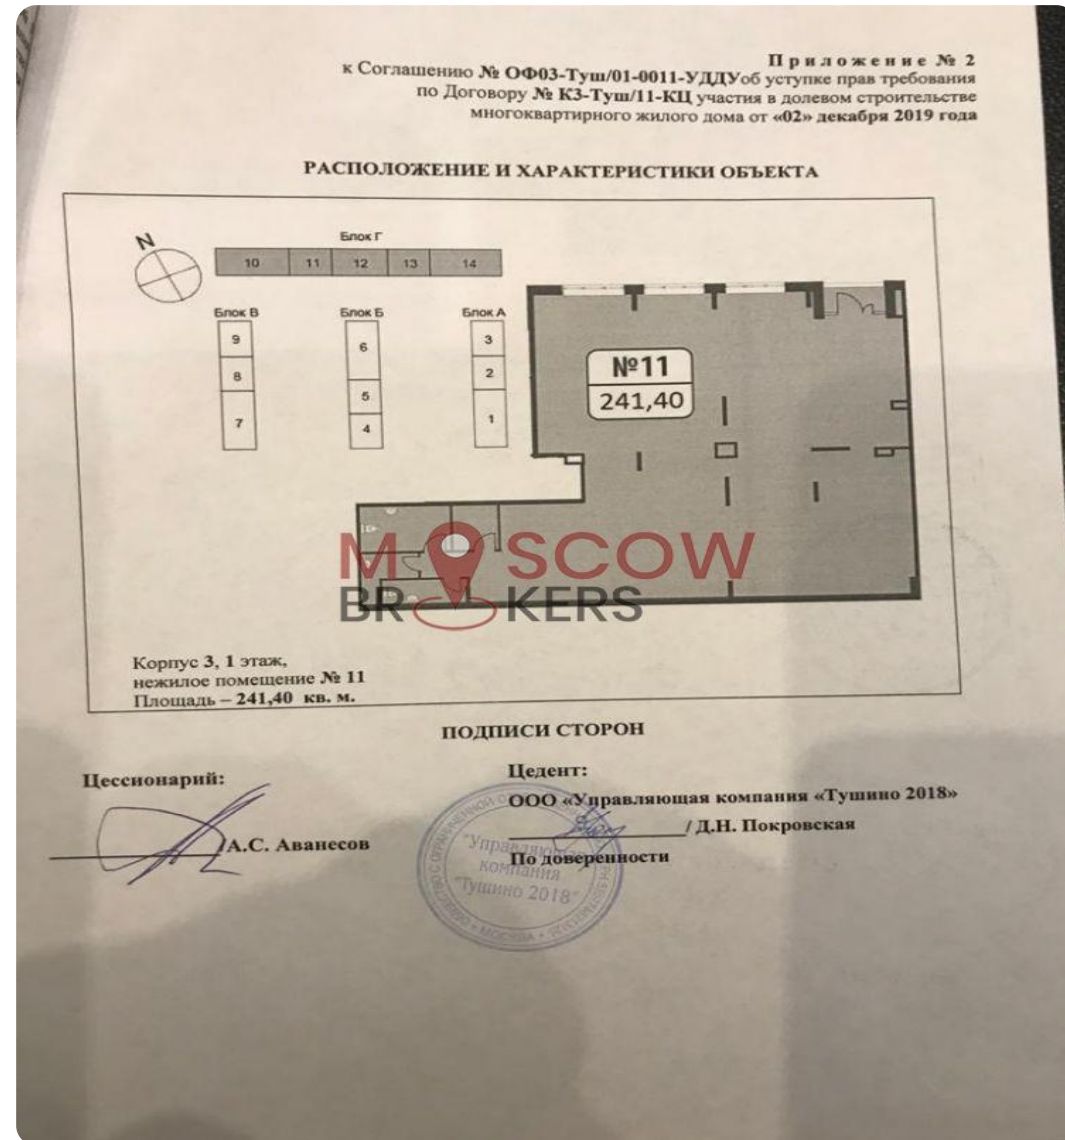 Приложение № 2
к Соглашению № ОФ03-Туш/01-0011-УДДУоб уступке прав требования
по Договору № К3-Туш/11-КЦ участия в долевом строительстве
многоквартирного жилого дома от «02» декабря 2019 года
РАСПОЛОЖЕНИЕ И ХАРАКТЕРИСТИКИ ОБЪЕКТА
N
Блок Г
10 11 12 13 14
Блок В Блок Б Блок А
9 6 3
8 5 2
7 4 1
№11
241,40
MOSCOW
BROKERS
Корпус 3, 1 этаж,
нежилое помещение № 11
Площадь – 241,40 кв. м.
ПОДПИСИ СТОРОН
Цессионарий:
/А.С. Аванесов
Цедент:
ООО «Управляющая компания «Тушино 2018»
/ Д.Н. Покровская
По доверенности
"Управляющая
компания
"Тушино 2018"
МОСКВА